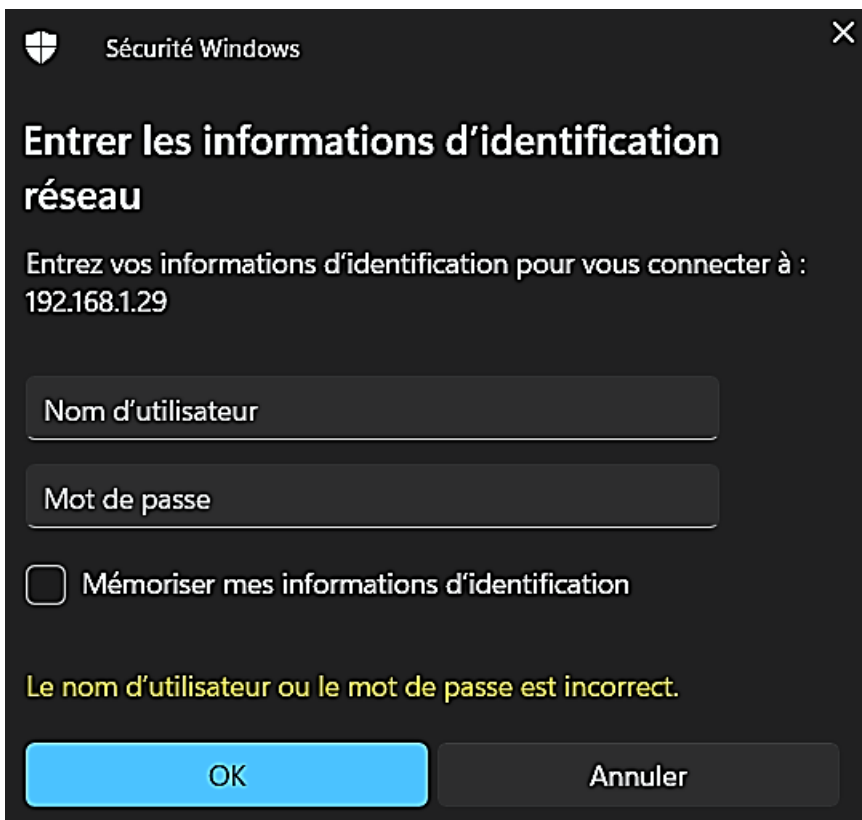 Sécurité Windows
Entrer les informations d'identification
réseau
Entrez vos informations d'identification pour vous connecter à :
192.168.1.29
Nom d'utilisateur
Mot de passe
Mémoriser mes informations d'identification
Le nom d'utilisateur ou le mot de passe est incorrect.
OK
Annuler